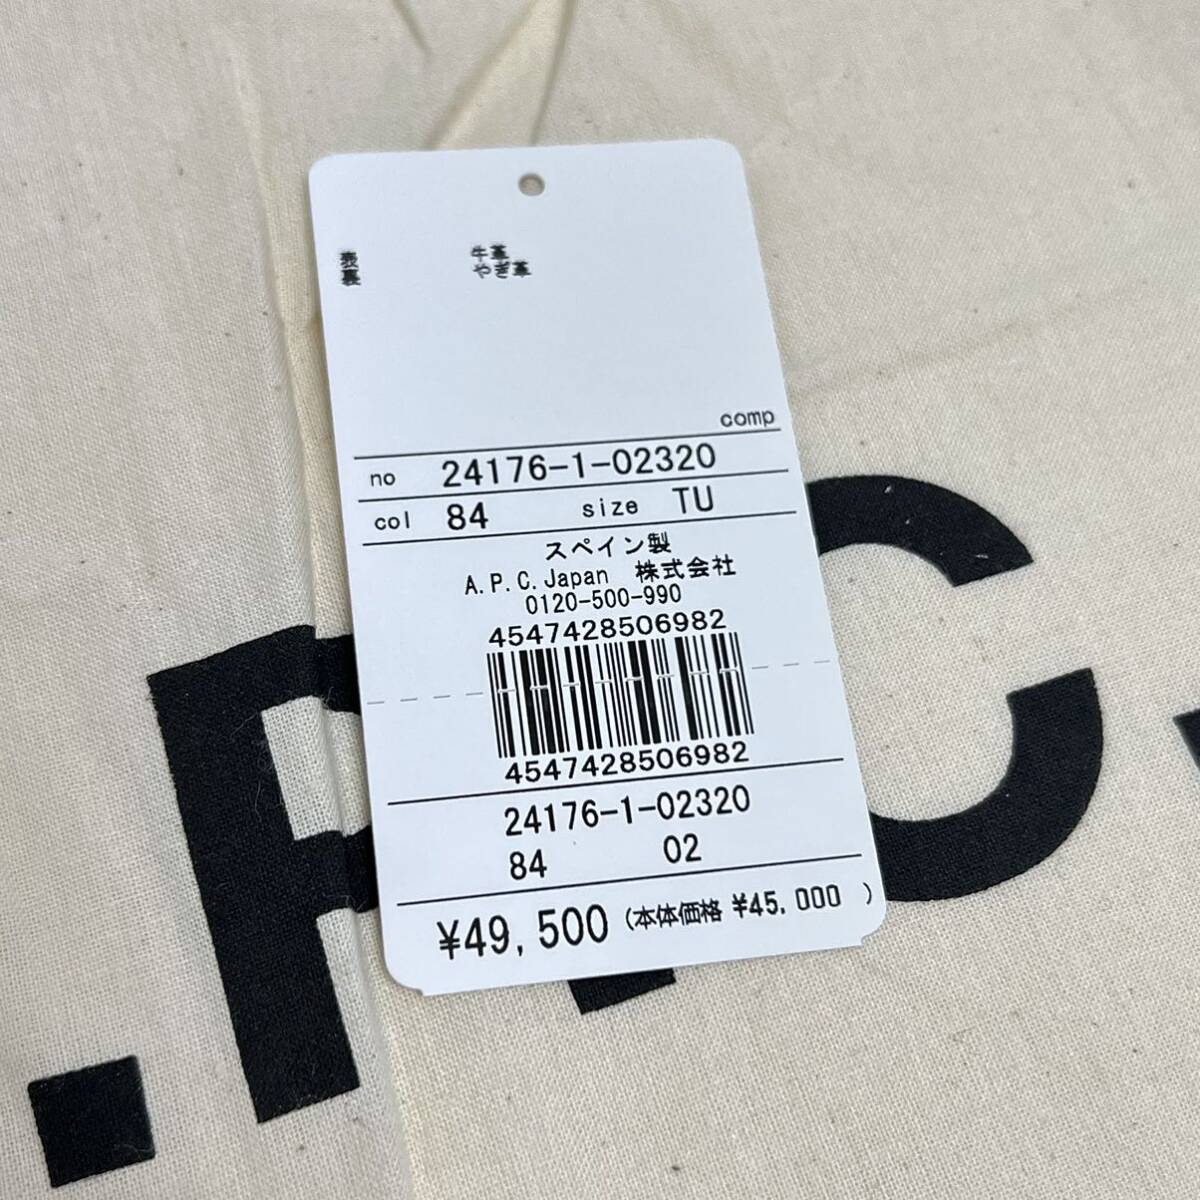 表 牛革
裏 やぎ革
comp
no 24176-1-02320
col 84 size TU
スペイン製
A.P.C.Japan 株式会社
0120-500-990
4547428506982
4547428506982
24176-1-02320
84 02
¥49,500 (本体価格 ¥45,000 )
.P.C.